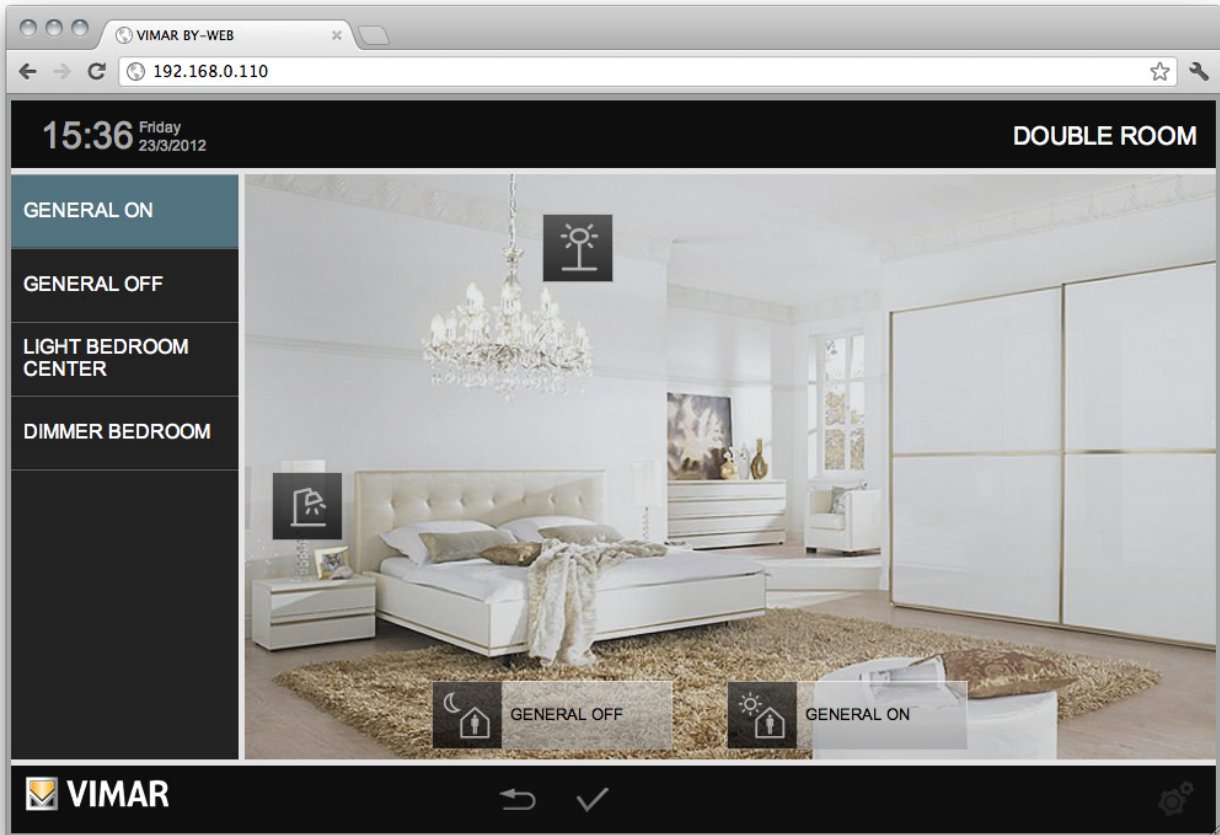 VIMAR BY-WEB
192.168.0.110
15:36 Friday
23/3/2012
DOUBLE ROOM
GENERAL ON
GENERAL OFF
LIGHT BEDROOM
CENTER
DIMMER BEDROOM
GENERAL OFF
GENERAL ON
VIMAR